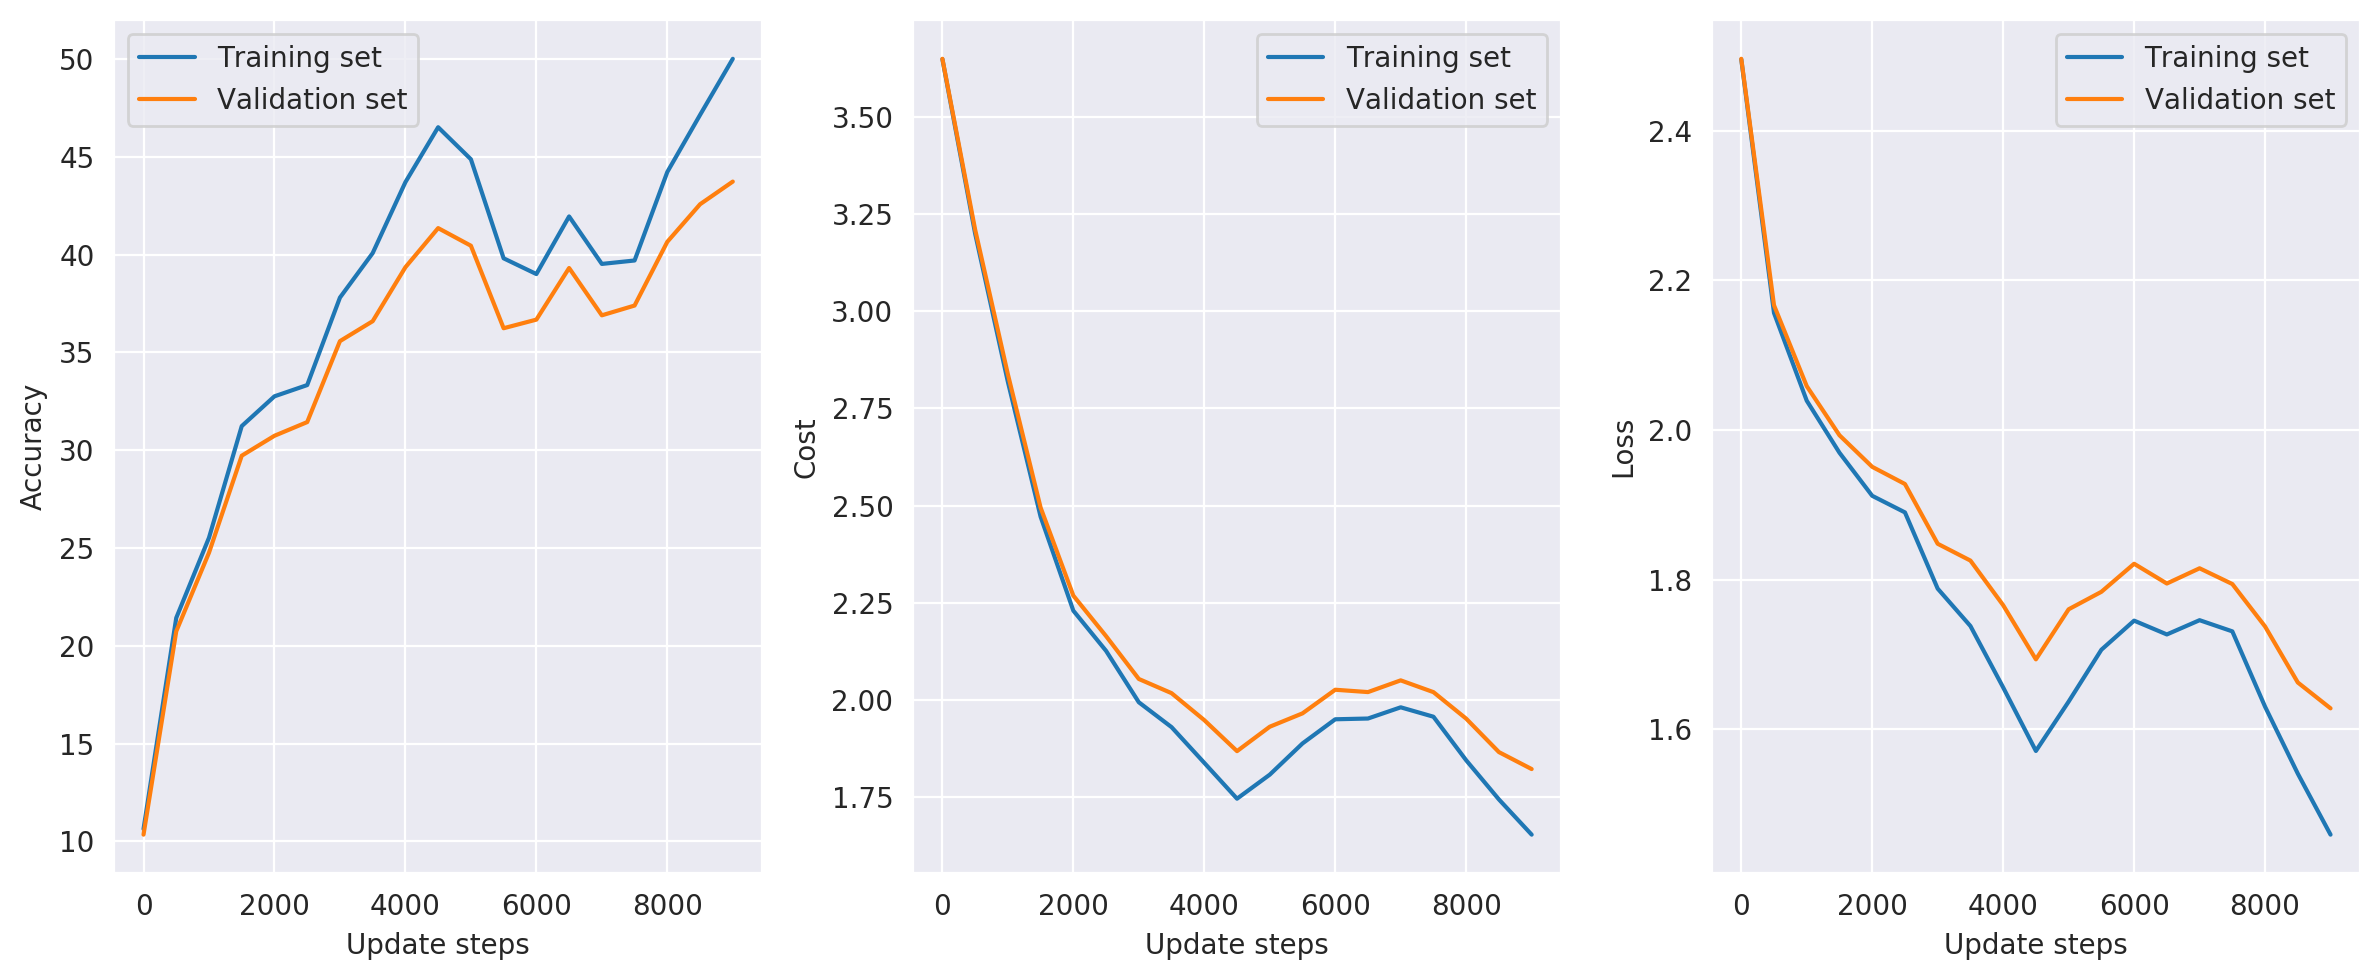 Training set
Validation set
50
45
40
35
30
25
20
15
10
Accuracy
0 2000 4000 6000 8000
Update steps
Training set
Validation set
3.50
3.25
3.00
2.75
2.50
2.25
2.00
1.75
Cost
0 2000 4000 6000 8000
Update steps
Training set
Validation set
2.4
2.2
2.0
1.8
1.6
Loss
0 2000 4000 6000 8000
Update steps